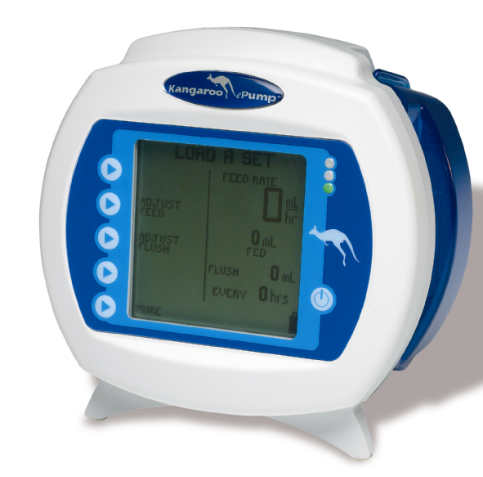 Kangaroo ePump™
LOAD A SET
FEED RATE
ADJUST
FEED
0 mL
hr
ADJUST
FLUSH
0 mL
FED
FLUSH 0 mL
EVERY 0 hrs
MORE